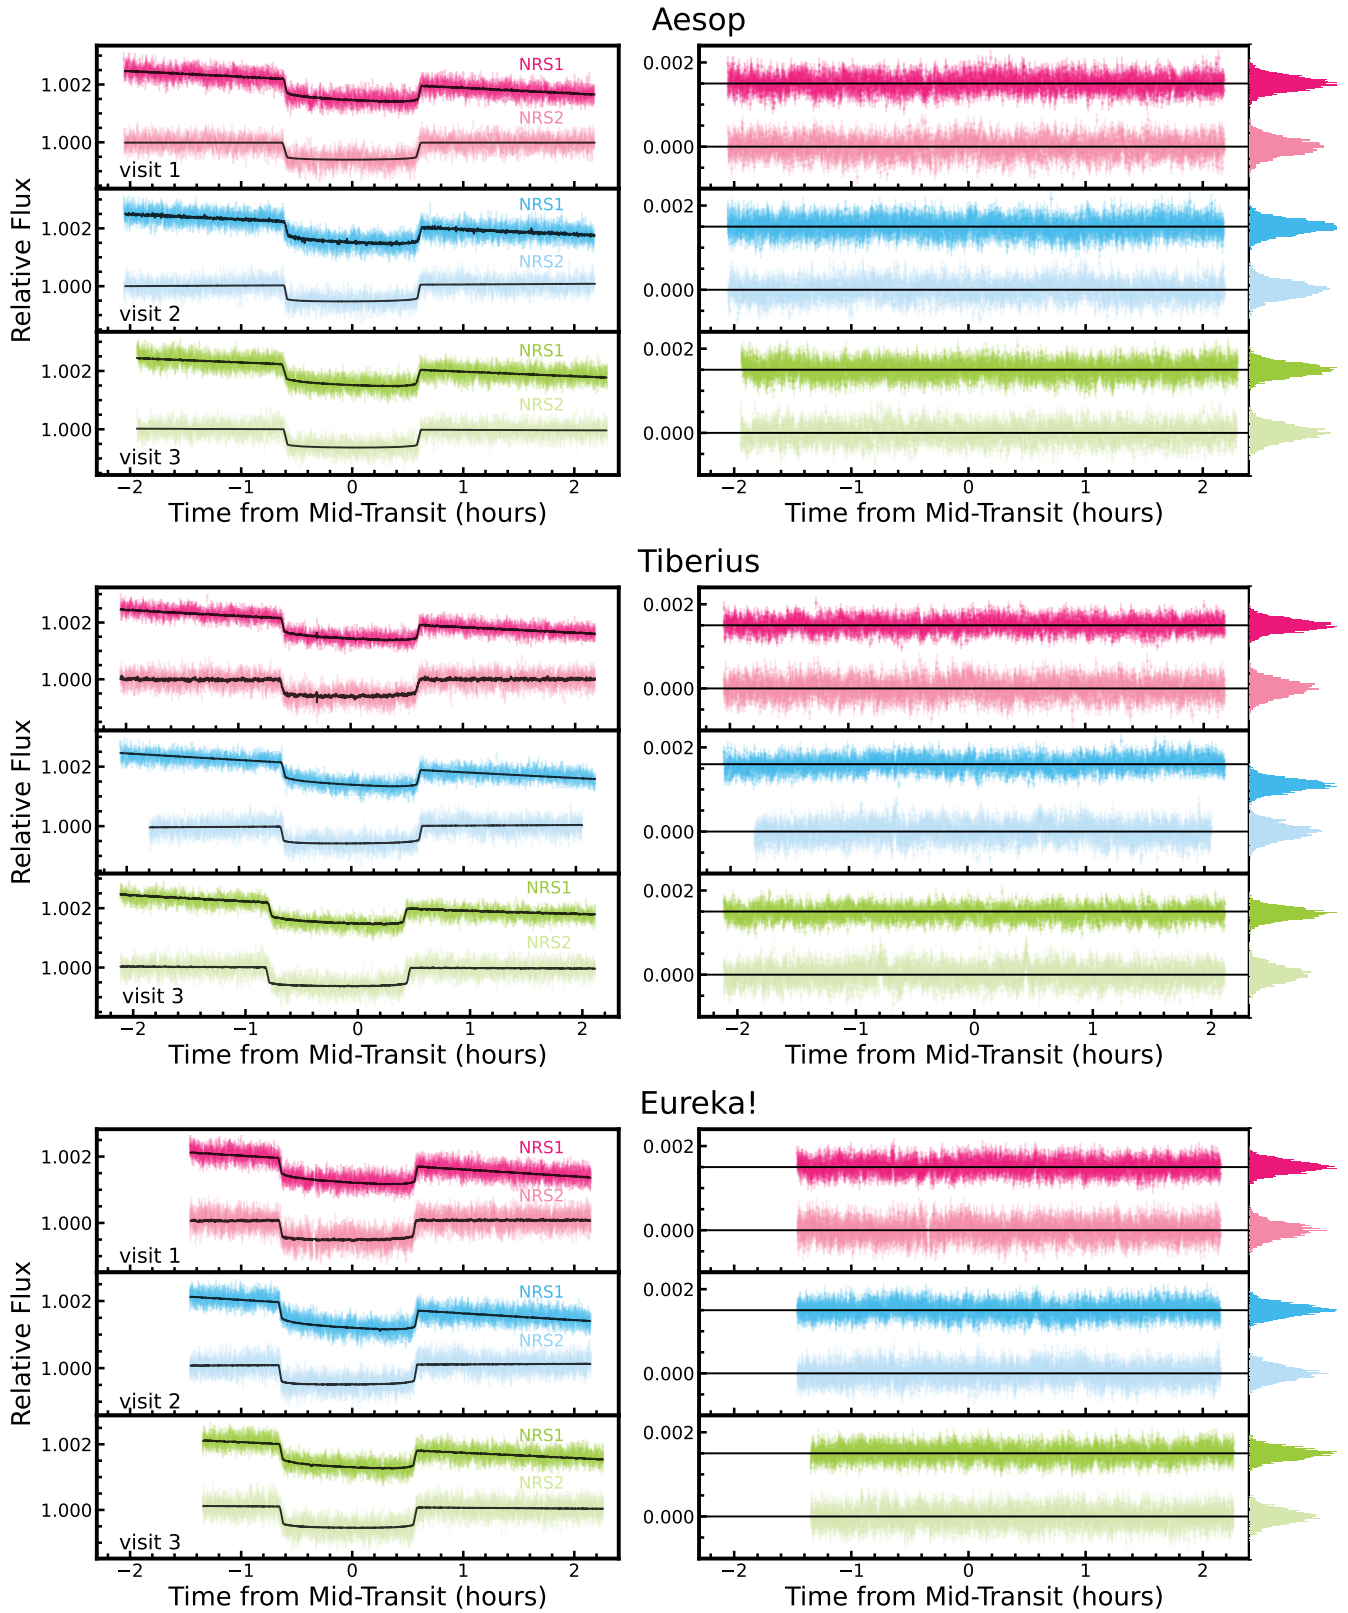 Aesop
Relative Flux
1.002
1.000
NRS1
NRS2
visit 1
0.002
0.000
1.002
1.000
NRS1
NRS2
visit 2
0.002
0.000
1.002
1.000
NRS1
NRS2
visit 3
0.002
0.000
−2 −1 0 1 2
−2 −1 0 1 2
Time from Mid-Transit (hours)
Time from Mid-Transit (hours)
Tiberius
Relative Flux
1.002
1.000
0.002
0.000
1.002
1.000
0.002
0.000
1.002
1.000
NRS1
NRS2
visit 3
0.002
0.000
−2 −1 0 1 2
−2 −1 0 1 2
Time from Mid-Transit (hours)
Time from Mid-Transit (hours)
Eureka!
Relative Flux
1.002
1.000
NRS1
NRS2
visit 1
0.002
0.000
1.002
1.000
NRS1
NRS2
visit 2
0.002
0.000
1.002
1.000
NRS1
NRS2
visit 3
0.002
0.000
−2 −1 0 1 2
−2 −1 0 1 2
Time from Mid-Transit (hours)
Time from Mid-Transit (hours)